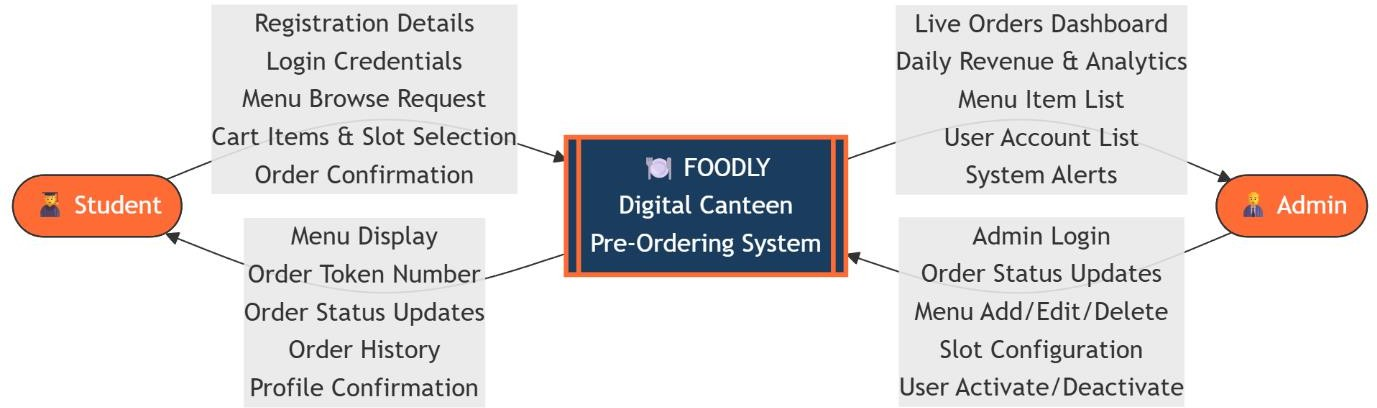 Registration Details
Login Credentials
Menu Browse Request
Cart Items & Slot Selection
Order Confirmation
Live Orders Dashboard
Daily Revenue & Analytics
Menu Item List
User Account List
System Alerts
Student
FOODLY
Digital Canteen
Pre-Ordering System
Admin
Menu Display
Order Token Number
Order Status Updates
Order History
Profile Confirmation
Admin Login
Order Status Updates
Menu Add/Edit/Delete
Slot Configuration
User Activate/Deactivate